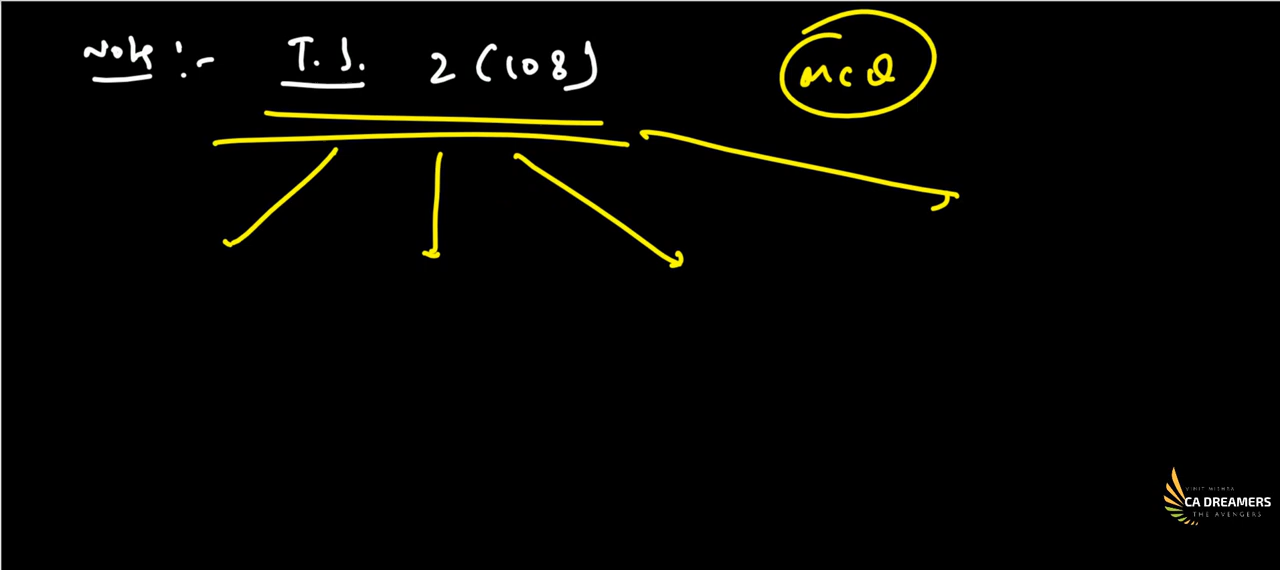 Note :- T. S. 2 (108) MCQ
VINIT MISHRA
CA DREAMERS
THE AVENGERS